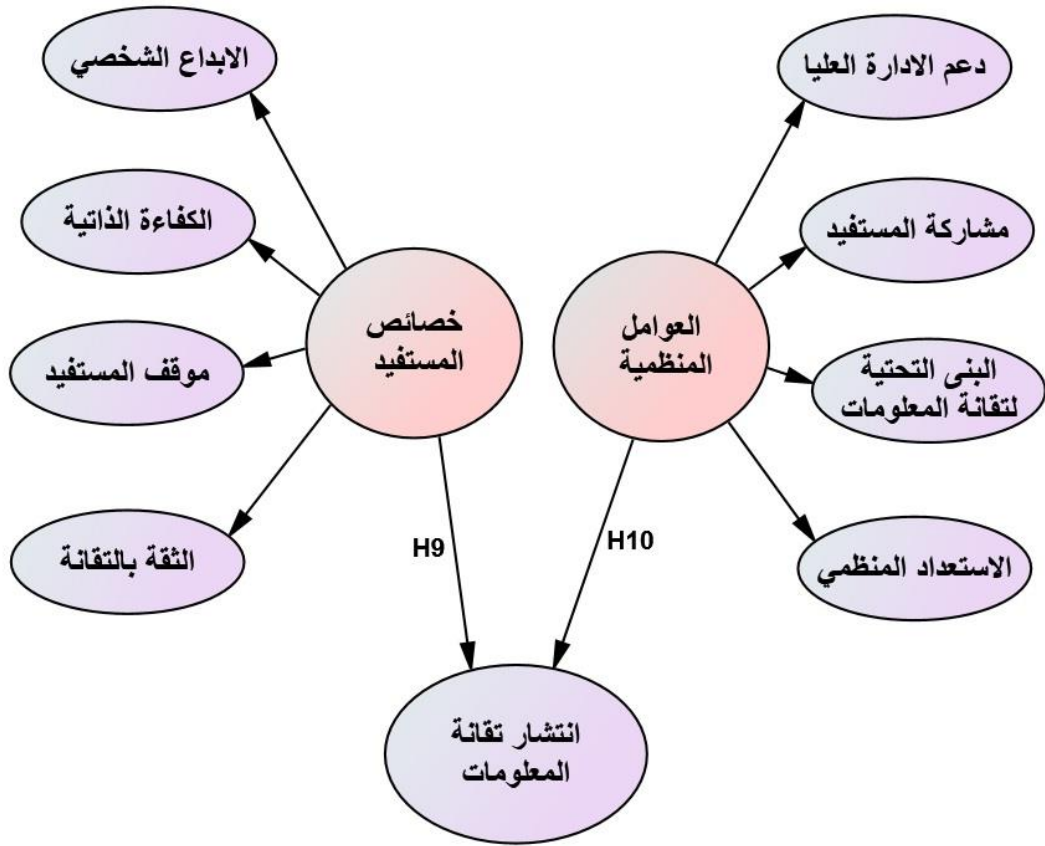 دعم الادارة العليا
الابداع الشخصي
مشاركة المستفيد
الكفاءة الذاتية
العوامل
المنظمية
خصائص
المستفيد
البنى التحتية
لتقانة المعلومات
موقف المستفيد
الاستعداد المنظمي
الثقة بالتقانة
H10
H9
انتشار تقانة
المعلومات